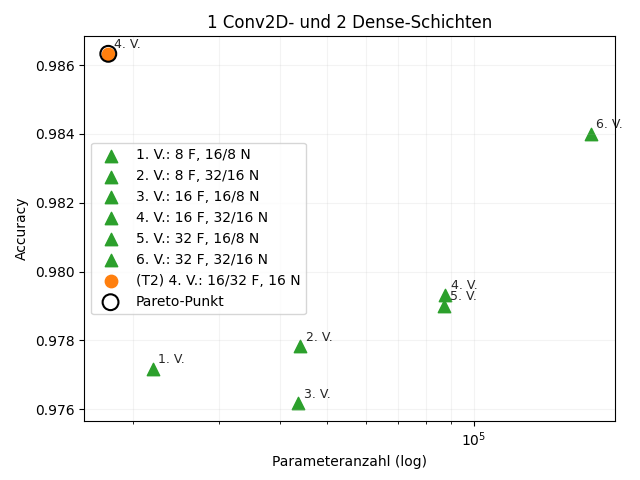 1 Conv2D- und 2 Dense-Schichten
Accuracy
0.986
0.984
0.982
0.980
0.978
0.976
4. V.
6. V.
1. V.: 8 F, 16/8 N
2. V.: 8 F, 32/16 N
3. V.: 16 F, 16/8 N
4. V.: 16 F, 32/16 N
5. V.: 32 F, 16/8 N
6. V.: 32 F, 32/16 N
(T2) 4. V.: 16/32 F, 16 N
Pareto-Punkt
4. V.
5. V.
2. V.
1. V.
3. V.
10⁵
Parameteranzahl (log)